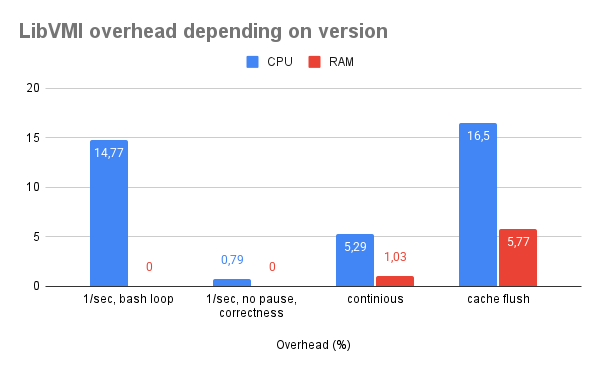 LibVMI overhead depending on version
CPU RAM
20
15
10
5
0
14,77
0
0,79
0
5,29
1,03
16,5
5,77
1/sec, bash loop
1/sec, no pause,
correctness
continious
cache flush
Overhead (%)